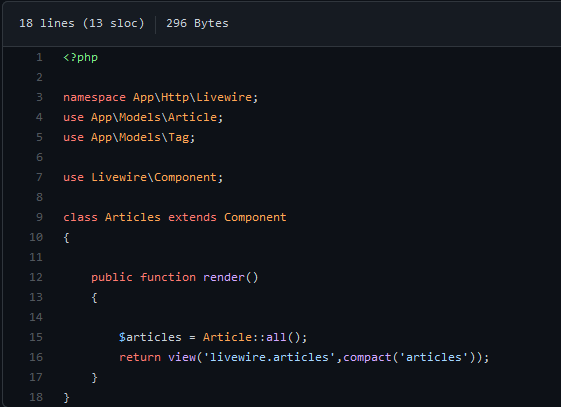 18 lines (13 sloc) 296 Bytes
1 <?php
2
3 namespace App\Http\Livewire;
4 use App\Models\Article;
5 use App\Models\Tag;
6
7 use Livewire\Component;
8
9 class Articles extends Component
10 {
11
12     public function render()
13     {
14
15         $articles = Article::all();
16         return view('livewire.articles',compact('articles'));
17     }
18 }